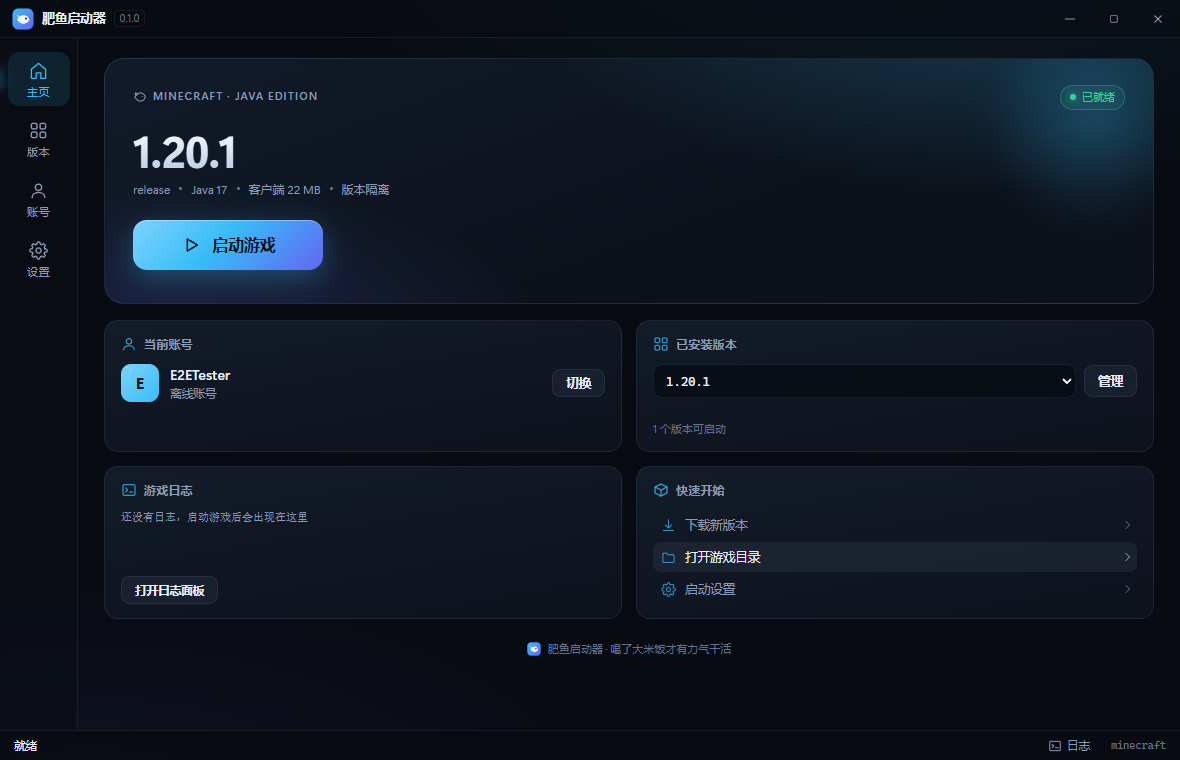 肥鱼启动器 0.1.0
主页
版本
账号
设置
MINECRAFT · JAVA EDITION
已就绪
1.20.1
release • Java 17 • 客户端 22 MB • 版本隔离
启动游戏
当前账号
E
E2ETester
离线账号
切换
已安装版本
1.20.1
管理
1 个版本可启动
游戏日志
还没有日志，启动游戏后会出现在这里
打开日志面板
快速开始
下载新版本
打开游戏目录
启动设置
肥鱼启动器 · 喝了大米饭才有力气干活
就绪
日志 minecraft